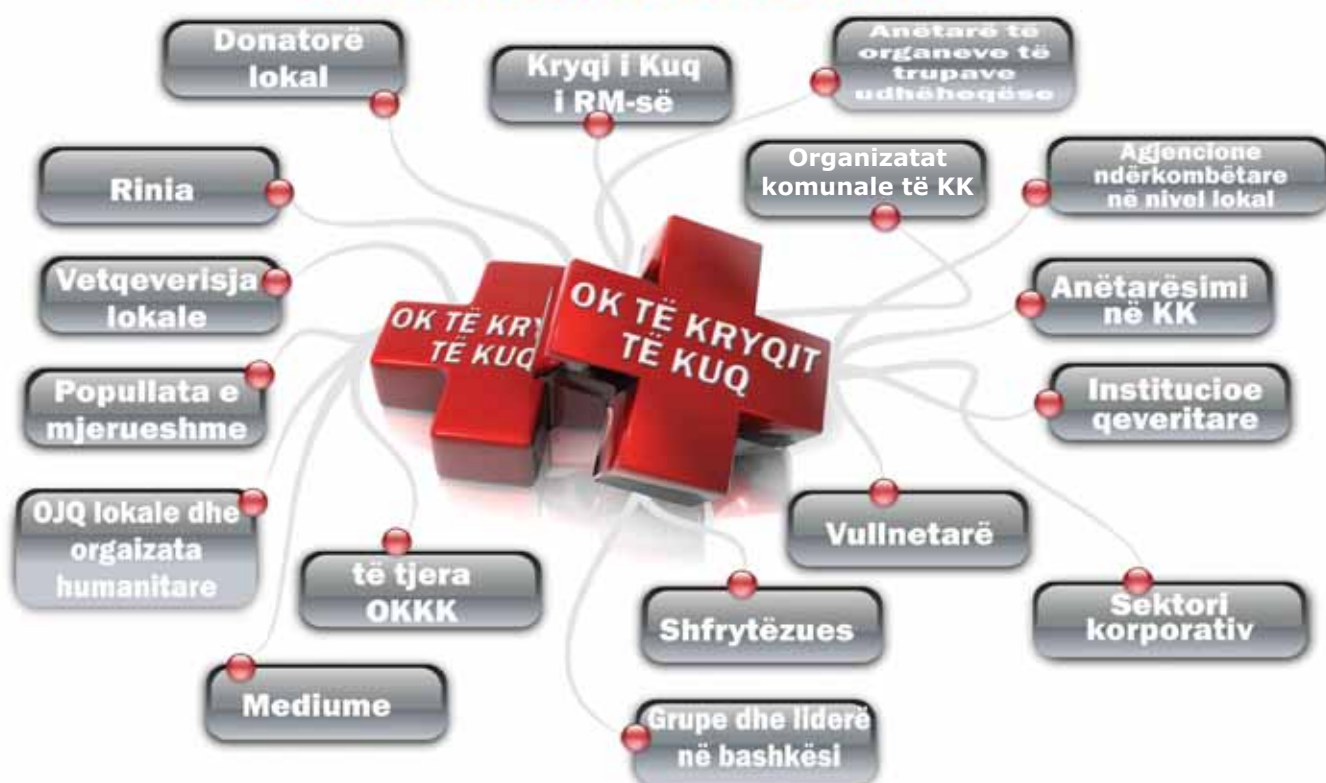 Donatorë
lokal
Kryqi i Kuq
i RM-së
Anëtarë të
organeve të
trupave
udhëheqëse
Organizatat
komunale të KK
Agjencione
ndërkombëtare
në nivel lokal
Rinia
Vetqeverisja
lokale
Anëtarësimi
në KK
OK TË KRY
TË KUQ
OK TË KRYQIT
TË KUQ
Popullata e
mjerueshme
Institucioe
qeveritare
OJQ lokale dhe
orgaizata
humanitare
të tjera
OKKK
Vullnetarë
Shfrytëzues
Sektori
korporativ
Mediume
Grupe dhe liderë
në bashkësi